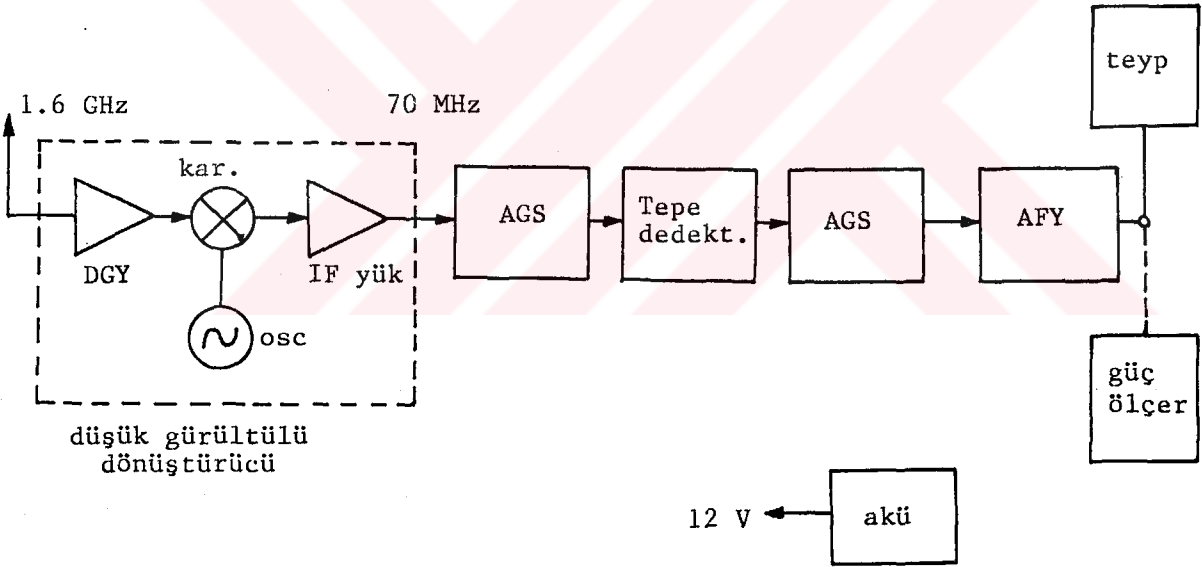 teyp
1.6 GHz
70 MHz
kar.
AGS
Tepe
dedekt.
AGS
AFY
DGY
IF yük
osc
güç
ölçer
düşük gürültülü
dönüştürücü
12 V
akü